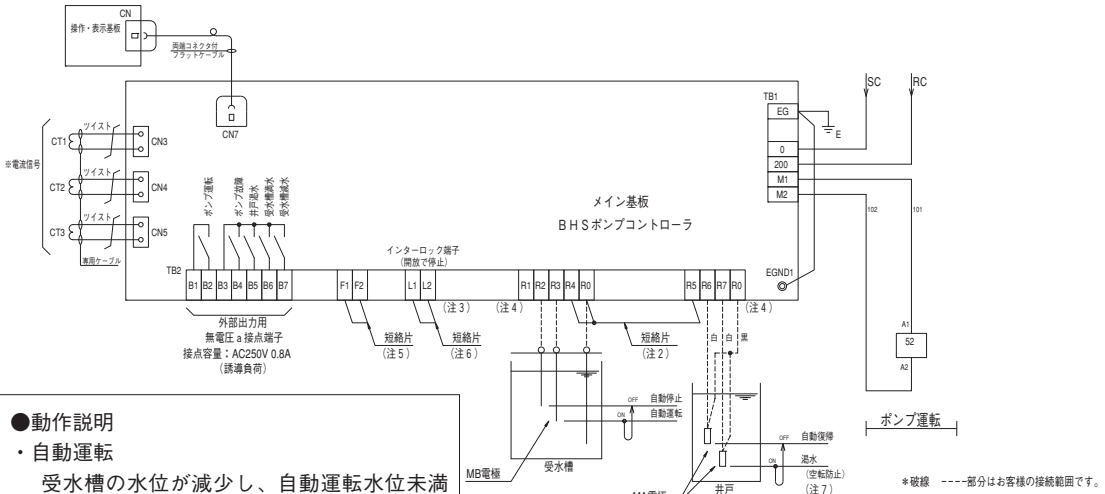 CN
操作・表示基板
両端コネクタ付
フラットケーブル
CN7
SC
RC
TB1
EG
E
0
200
M1
M2
102
101
EGND1
※電流信号
CT1
ツイスト
CN3
CT2
ツイスト
CN4
CT3
ツイスト
CN5
専用ケーブル
メイン基板
BHSポンプコントローラ
ポンプ運転
ポンプ故障
井戸渇水
受水槽満水
受水槽減水
インターロック端子
(開放で停止)
TB2
B1 B2 B3 B4 B5 B6 B7
F1 F2
L1 L2
R1 R2 R3 R4 R0
R5 R6 R7 R0
(注3)
(注4)
(注4)
外部出力用
無電圧a接点端子
接点容量：AC250V 0.8A
(誘導負荷)
短絡片
(注5)
短絡片
(注6)
短絡片
(注2)
白 白 黒
A1
52
A2
ポンプ運転
OFF 自動停止
ON 自動運転
MB電極
受水槽
OFF 自動復帰
ON 渇水
(空転防止)
(注7)
井戸
●動作説明
・自動運転
受水槽の水位が減少し、自動運転水位未満
＊破線 ----部分はお客様の接続範囲です。